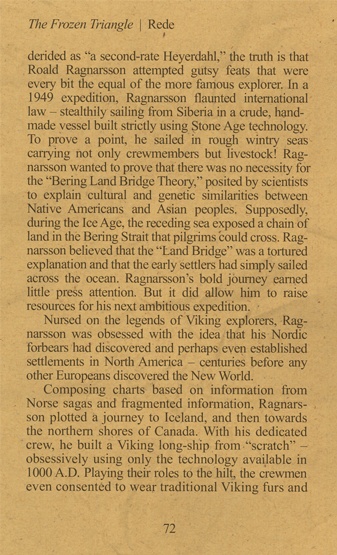 The Frozen Triangle | Rede
derided as “a second-rate Heyerdahl,” the truth is that
Roald Ragnarsson attempted gutsy feats that were
every bit the equal of the more famous explorer. In a
1949 expedition, Ragnarsson flaunted international
law – stealthily sailing from Siberia in a crude, hand-
made vessel built strictly using Stone Age technology.
To prove a point, he sailed in rough wintry seas
carrying not only crewmembers but livestock! Rag-
narsson wanted to prove that there was no necessity for
the “Bering Land Bridge Theory,” posited by scientists
to explain cultural and genetic similarities between
Native Americans and Asian peoples. Supposedly,
during the Ice Age, the receding sea exposed a chain of
land in the Bering Strait that pilgrims could cross. Rag-
narsson believed that the “Land Bridge” was a tortured
explanation and that the early settlers had simply sailed
across the ocean. Ragnarsson’s bold journey earned
little press attention. But it did allow him to raise
resources for his next ambitious expedition.
Nursed on the legends of Viking explorers, Rag-
narsson was obsessed with the idea that his Nordic
forbears had discovered and perhaps even established
settlements in North America – centuries before any
other Europeans discovered the New World.
Composing charts based on information from
Norse sagas and fragmented information, Ragnars-
son plotted a journey to Iceland, and then towards
the northern shores of Canada. With his dedicated
crew, he built a Viking long-ship from “scratch” –
obsessively using only the technology available in
1000 A.D. Playing their roles to the hilt, the crewmen
even consented to wear traditional Viking furs and
72